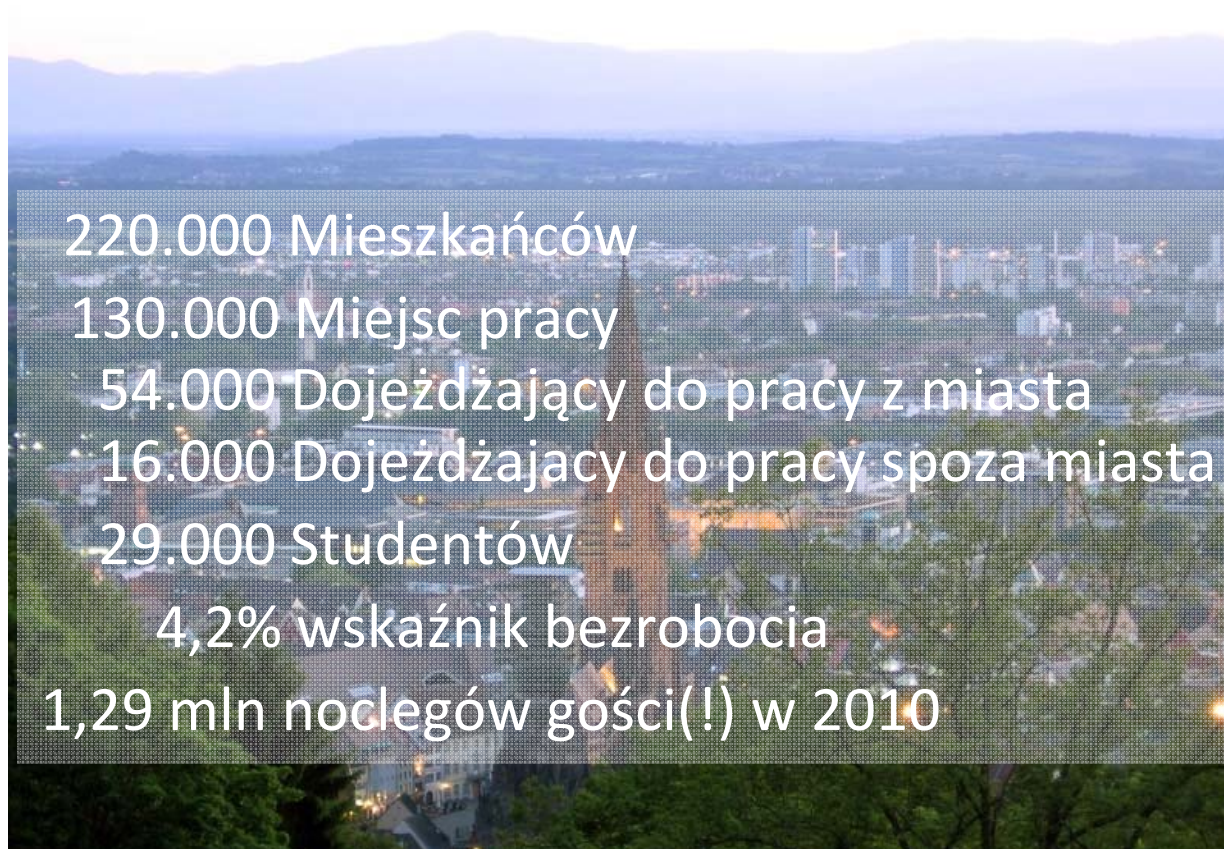 220.000 Mieszkańców
130.000 Miejsc pracy
54.000 Dojeżdżający do pracy z miasta
16.000 Dojeżdżajacy do pracy spoza miasta
29.000 Studentów
4,2% wskaźnik bezrobocia
1,29 mln noclegów gości(!) w 2010